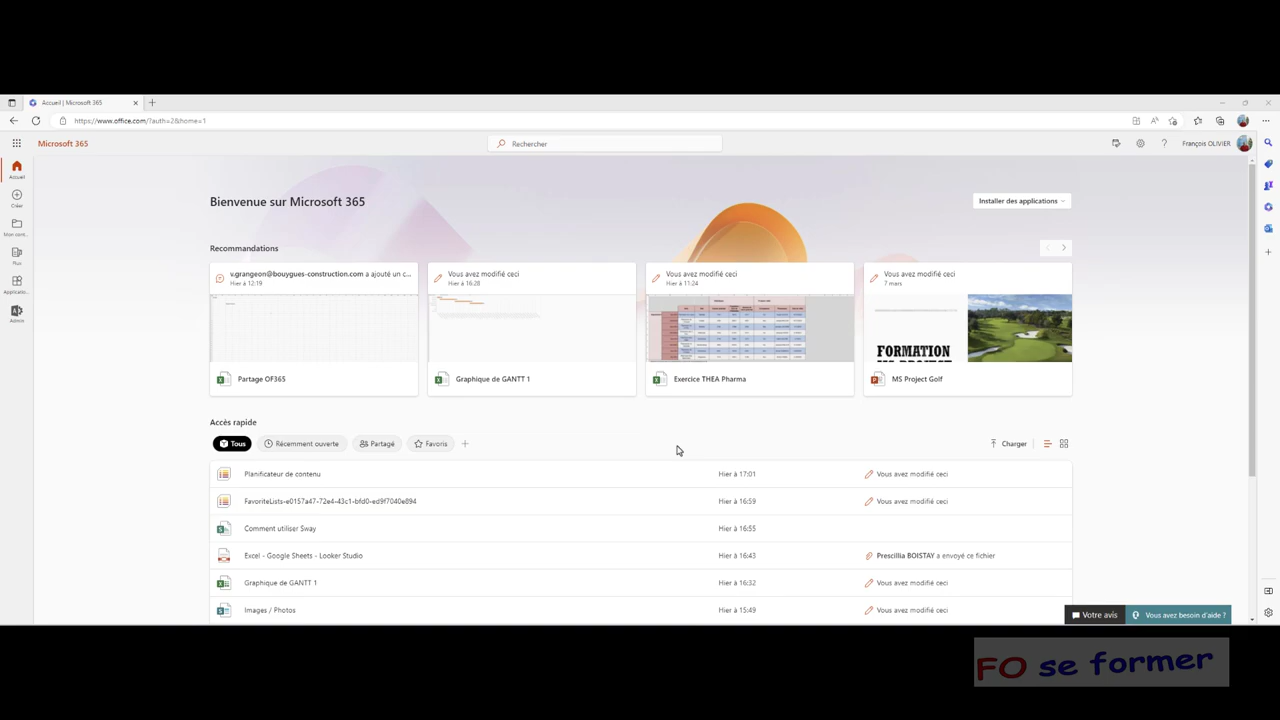 Accueil | Microsoft 365
https://www.office.com/?auth=2&home=1
Microsoft 365
Rechercher
François OLIVIER
Accueil
Créer
Mon cont...
Flux
Applicatio...
Admin
Bienvenue sur Microsoft 365
Installer des applications
Recommandations
v.grangeon@bouygues-construction.com a ajouté un c...
Hier à 12:19
Partage OF365
Vous avez modifié ceci
Hier à 16:28
Graphique de GANTT 1
Vous avez modifié ceci
Hier à 11:24
Exercice THEA Pharma
Vous avez modifié ceci
7 mars
FORMATION
MS Project Golf
Accès rapide
Tous
Récemment ouverte
Partagé
Favoris
Charger
Planificateur de contenu Hier à 17:01 Vous avez modifié ceci
FavoriteLists-e0157a47-72e4-43c1-bfd0-ed9f7040e894 Hier à 16:59 Vous avez modifié ceci
Comment utiliser Sway Hier à 16:55
Excel - Google Sheets - Looker Studio Hier à 16:43 Prescillia BOISTAY a envoyé ce fichier
Graphique de GANTT 1 Hier à 16:32 Vous avez modifié ceci
Images / Photos Hier à 15:49 Vous avez modifié ceci
Votre avis
Vous avez besoin d'aide ?
FO se former